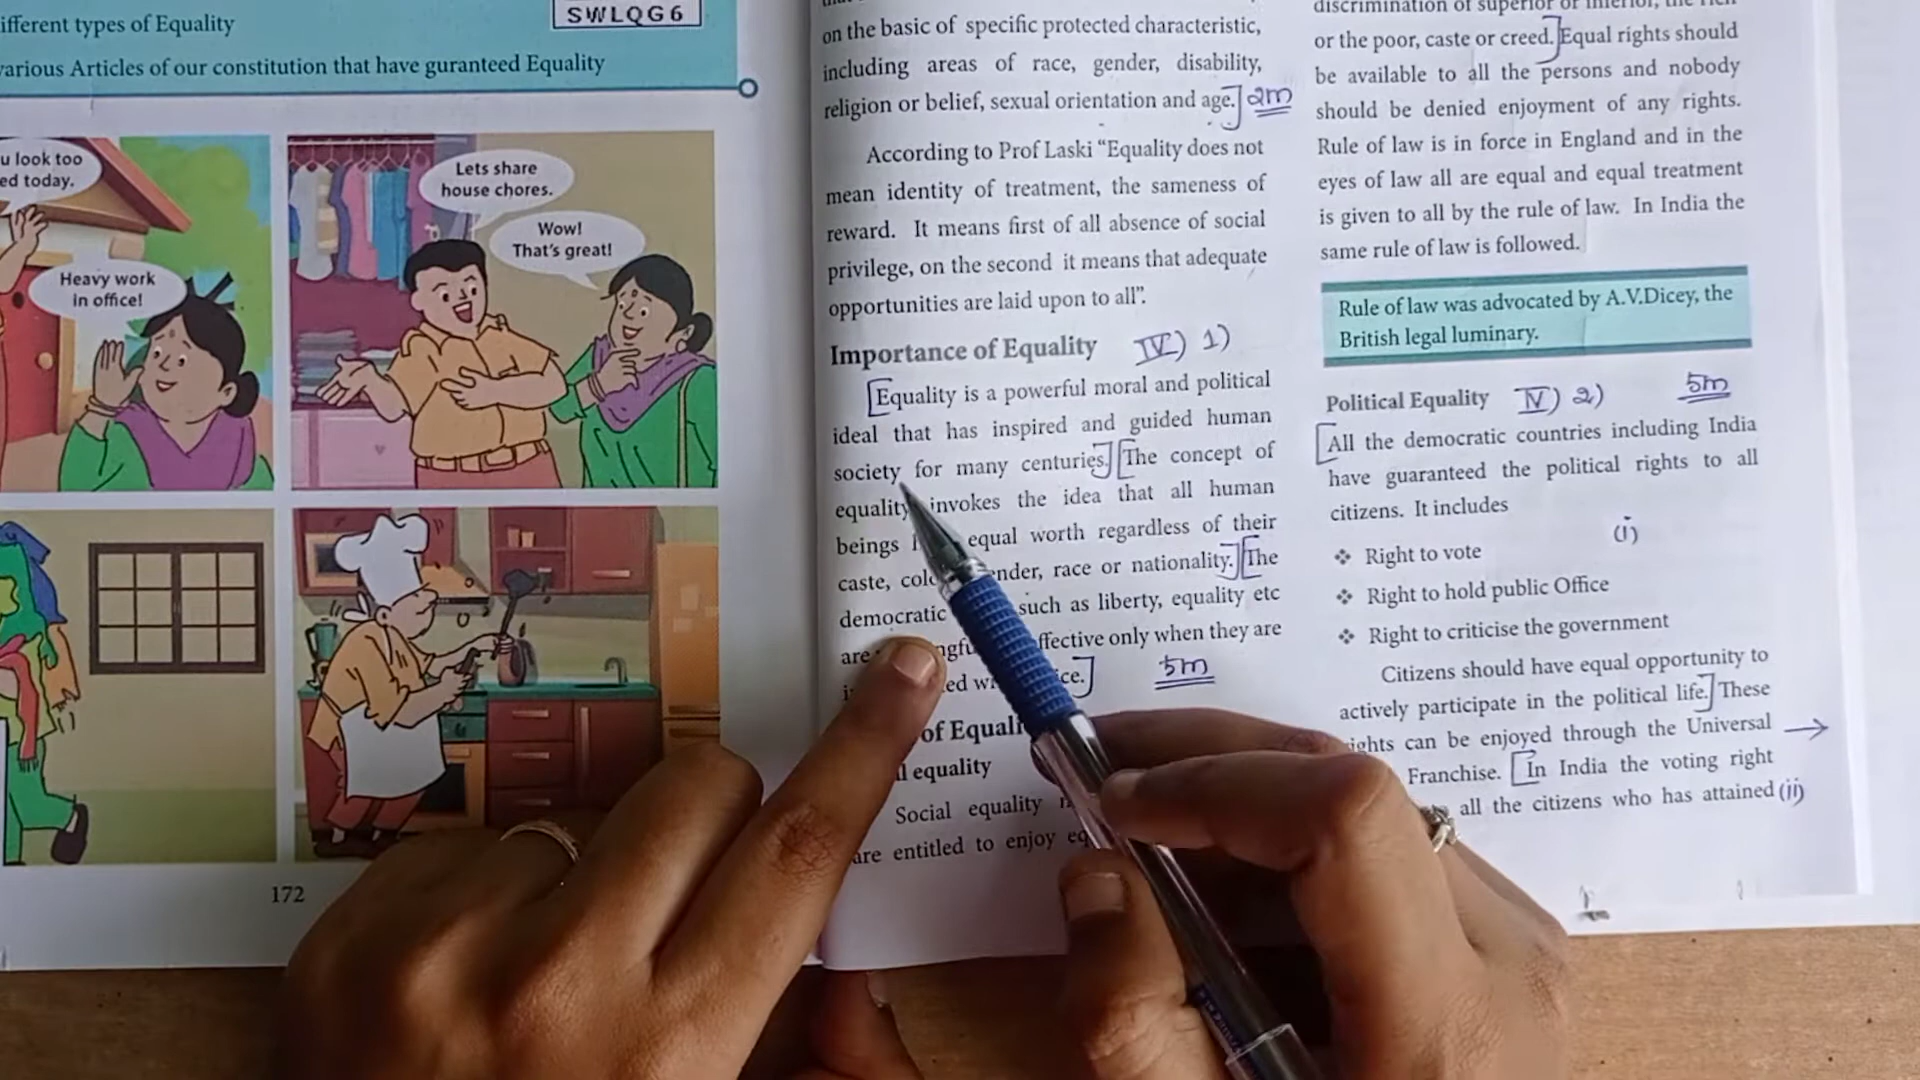 ifferent types of Equality
SWLQG6
various Articles of our constitution that have guranteed Equality
u look too
ed today.
Heavy work
in office!
Lets share
house chores.
Wow!
That's great!
172
on the basic of specific protected characteristic,
including areas of race, gender, disability,
religion or belief, sexual orientation and age.] 2m
According to Prof Laski “Equality does not
mean identity of treatment, the sameness of
reward. It means first of all absence of social
privilege, on the second it means that adequate
opportunities are laid upon to all”.
Importance of Equality IV) 1)
[Equality is a powerful moral and political
ideal that has inspired and guided human
society for many centuries.] [The concept of
equality invokes the idea that all human
beings equal worth regardless of their
caste, nder, race or nationality.] [The
democratic such as liberty, equality etc
are ngfu ffective only when they are
ed wi ice.] 5m
of Equali
l equality
Social equality
are entitled to enjoy eq
discrimination of superior or inferior, the rich
or the poor, caste or creed.] Equal rights should
be available to all the persons and nobody
should be denied enjoyment of any rights.
Rule of law is in force in England and in the
eyes of law all are equal and equal treatment
is given to all by the rule of law. In India the
same rule of law is followed.
Rule of law was advocated by A.V.Dicey, the
British legal luminary.
Political Equality IV) 2) 5m
[All the democratic countries including India
have guaranteed the political rights to all
citizens. It includes
(i)
❖ Right to vote
❖ Right to hold public Office
❖ Right to criticise the government
Citizens should have equal opportunity to
actively participate in the political life.] These
ights can be enjoyed through the Universal →
Franchise. [In India the voting right
all the citizens who has attained (ii)